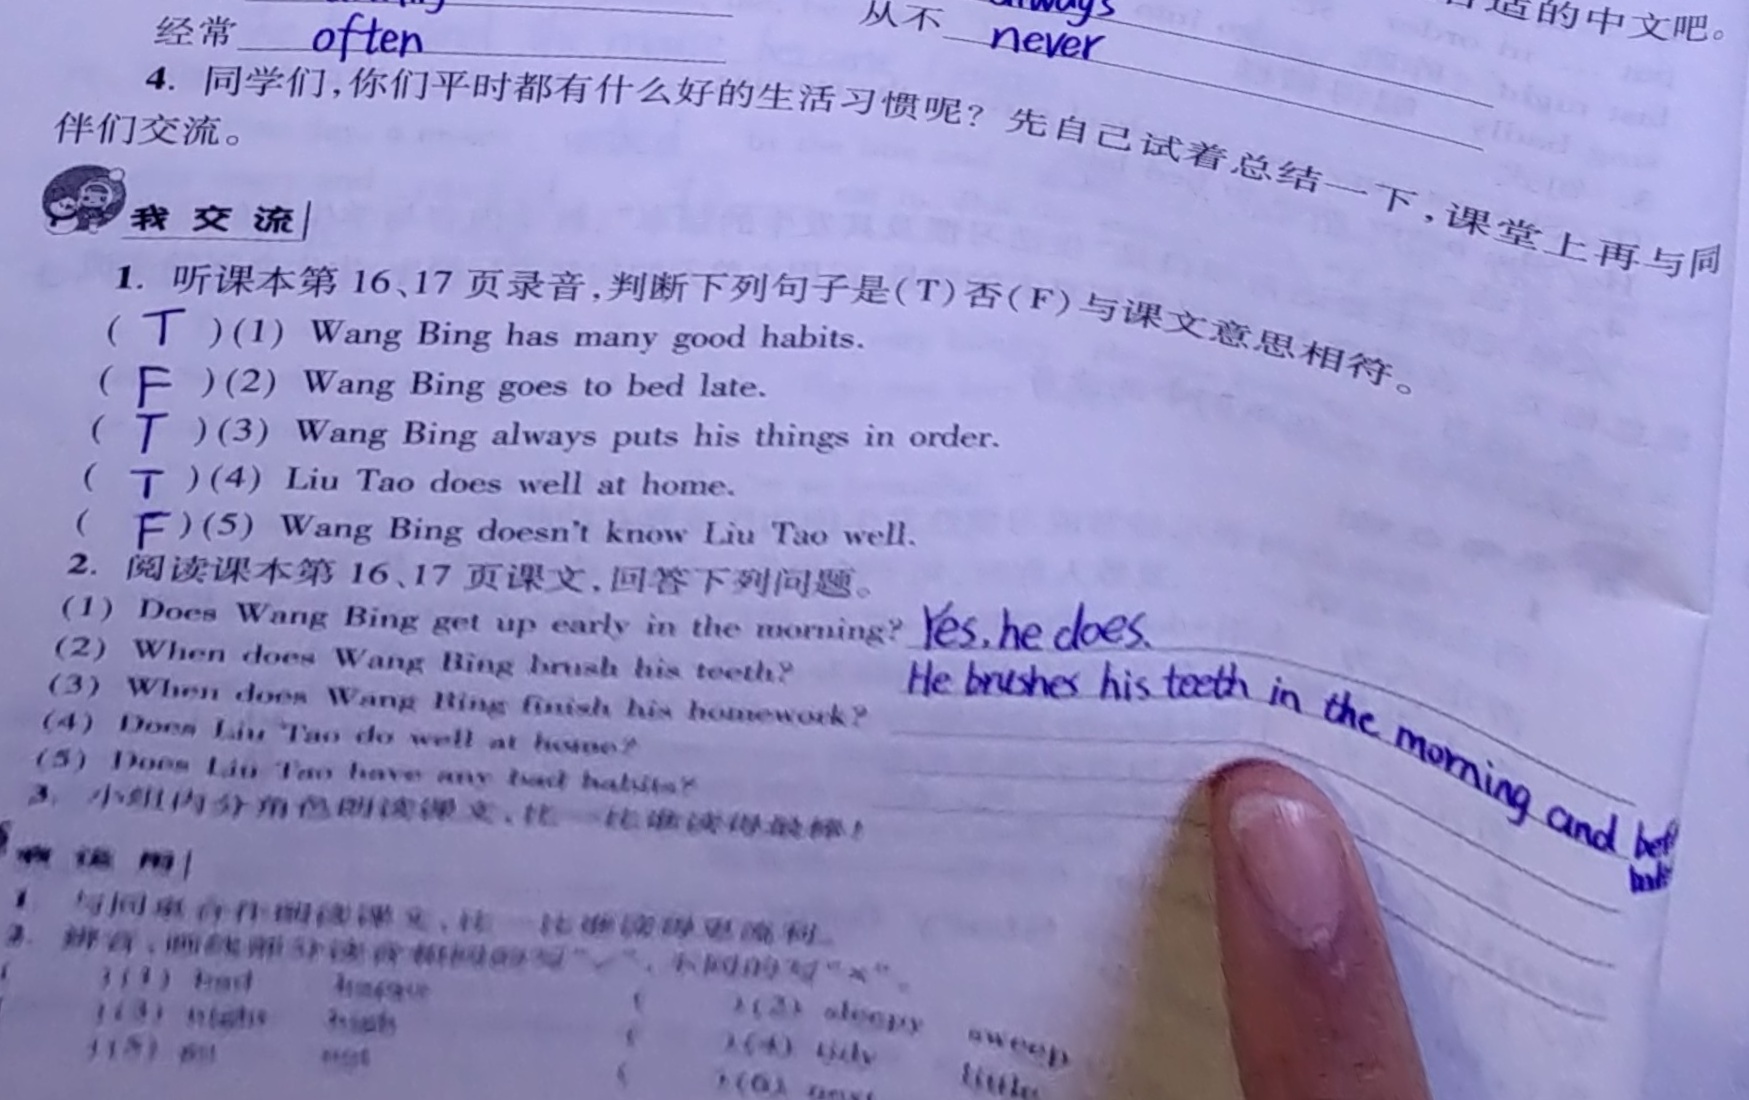 always
合适的中文吧。
经常 often 从不 never
4. 同学们,你们平时都有什么好的生活习惯呢? 先自己试着总结一下,课堂上再与同
伴们交流。
我交流
1. 听课本第16、17页录音,判断下列句子是(T)否(F)与课文意思相符。
( T )(1) Wang Bing has many good habits.
( F )(2) Wang Bing goes to bed late.
( T )(3) Wang Bing always puts his things in order.
( T )(4) Liu Tao does well at home.
( F )(5) Wang Bing doesn't know Liu Tao well.
2. 阅读课本第16、17页课文,回答下列问题。
(1) Does Wang Bing get up early in the morning? Yes, he does.
(2) When does Wang Bing brush his teeth? He brushes his teeth in the morning and bef
(3) When does Wang Bing finish his homework?
(4) Does Liu Tao do well at home?
(5) Does Liu Tao have any bad habits?
3. 小组内分角色朗读课文,比一比谁读得最棒!
1. 与同桌合作朗读课文,比一比谁读得更流利。
2. 拼音,画线部分读音相同的写"✓",不同的写"×"。
)(1) bad
(
)(2) sleepy sweep
)(3) night high
(
)(4) tidy little
)(5)
(
)(6)